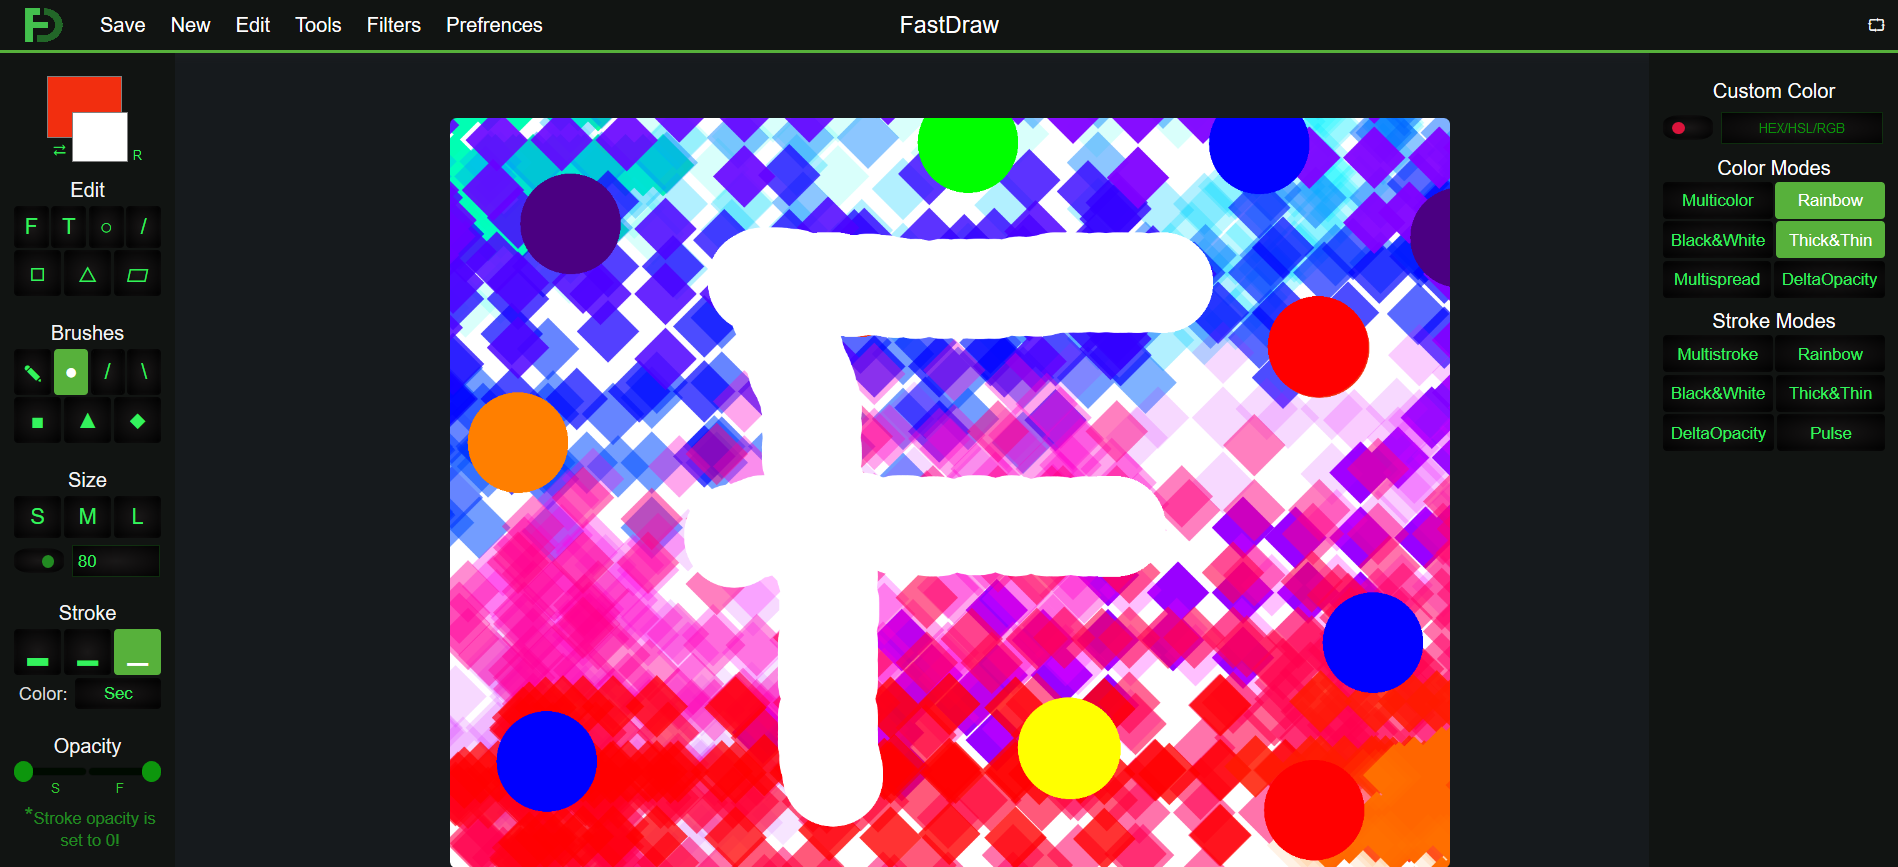 FD Save New Edit Tools Filters Prefrences FastDraw
R
Edit
F T
Brushes
Size
S M L
80
Stroke
Color: Sec
Opacity
S F
*Stroke opacity is
set to 0!
F
Custom Color
HEX/HSL/RGB
Color Modes
Multicolor Rainbow
Black&White Thick&Thin
Multispread DeltaOpacity
Stroke Modes
Multistroke Rainbow
Black&White Thick&Thin
DeltaOpacity Pulse